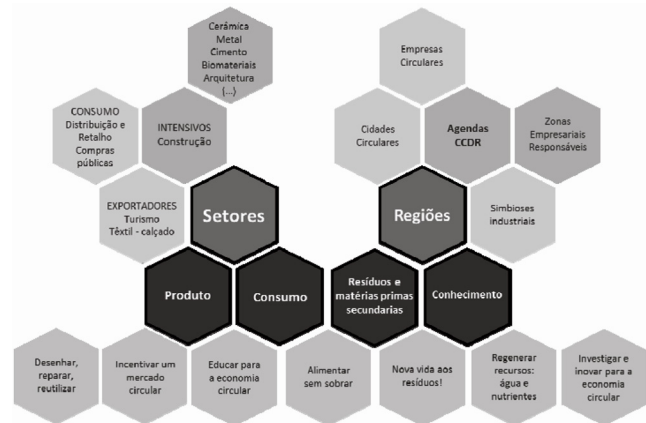 Cerâmica
Metal
Cimento
Biomateriais
Arquitetura
(...)
Empresas
Circulares
CONSUMO
Distribuição e
Retalho
Compras
públicas
INTENSIVOS
Construção
Cidades
Circulares
Agendas
CCDR
Zonas
Empresariais
Responsáveis
EXPORTADORES
Turismo
Têxtil - calçado
Setores
Regiões
Simbioses
industriais
Produto
Consumo
Resíduos e
matérias primas
secundarias
Conhecimento
Desenhar,
reparar,
reutilizar
Incentivar um
mercado
circular
Educar para
a economia
circular
Alimentar
sem sobrar
Nova vida aos
resíduos!
Regenerar
recursos:
água e
nutrientes
Investigar e
inovar para a
economia
circular